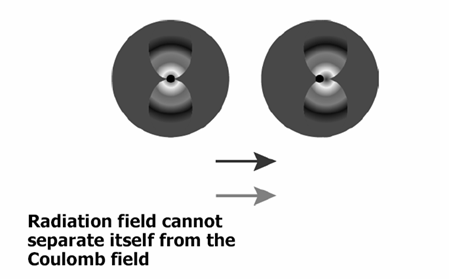 Radiation field cannot
separate itself from the
Coulomb field